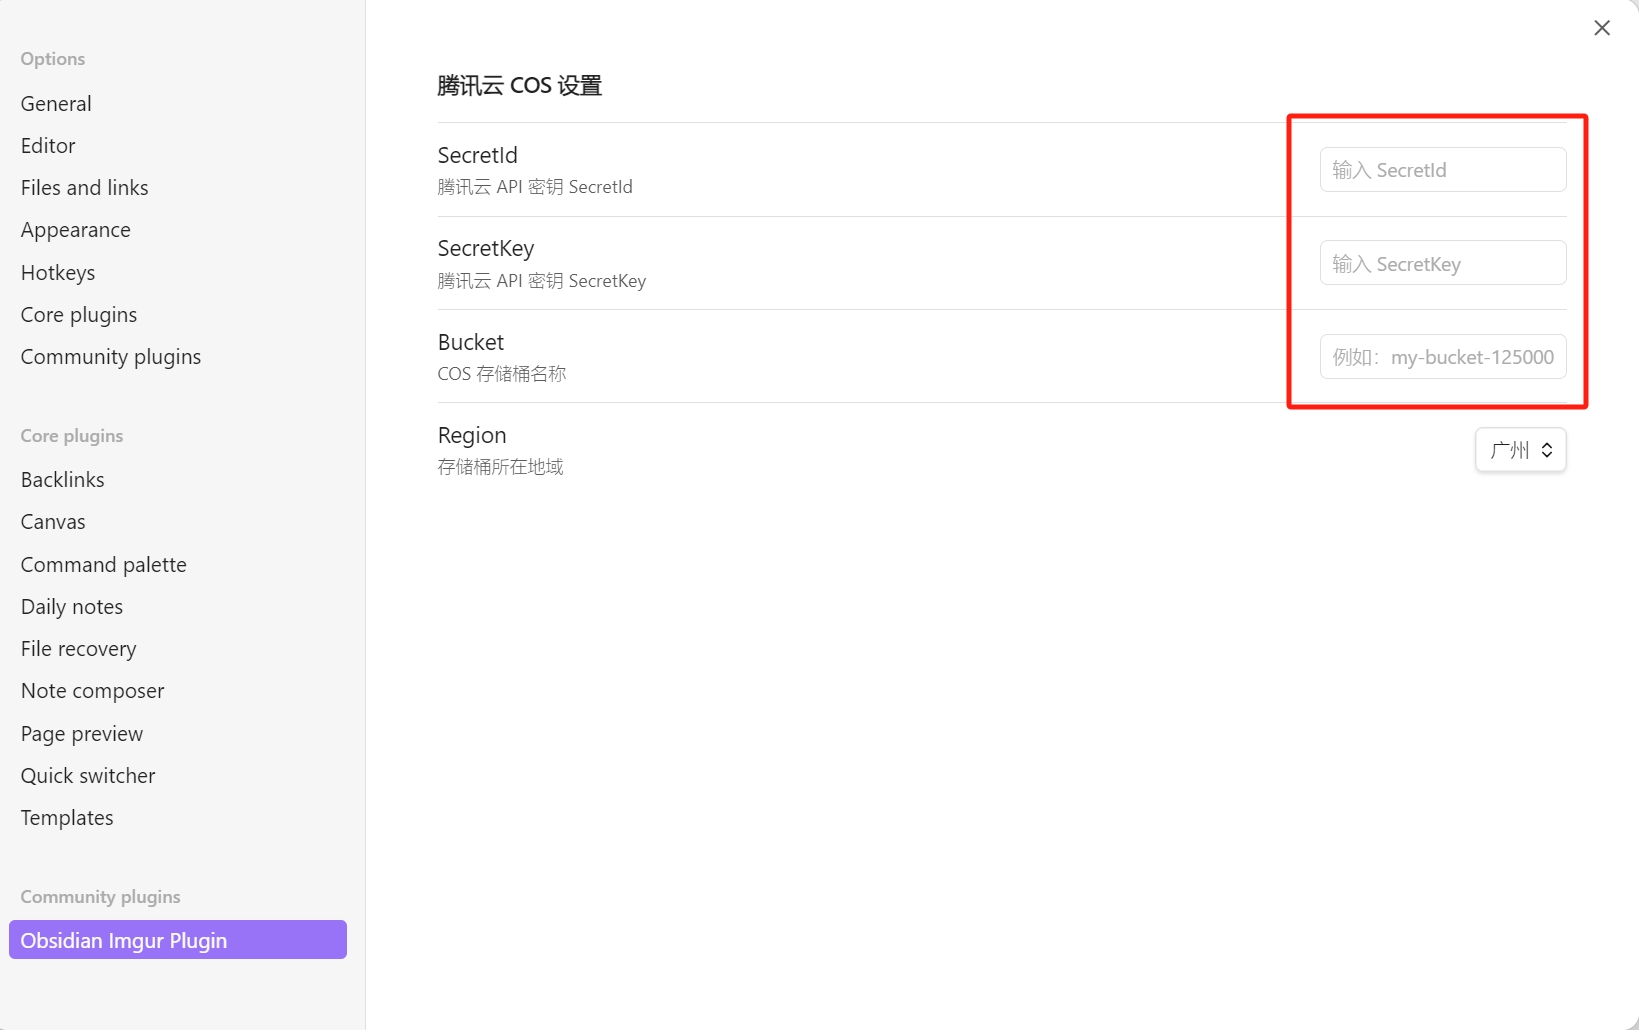 Options
General
Editor
Files and links
Appearance
Hotkeys
Core plugins
Community plugins
Core plugins
Backlinks
Canvas
Command palette
Daily notes
File recovery
Note composer
Page preview
Quick switcher
Templates
Community plugins
Obsidian Imgur Plugin
腾讯云 COS 设置
SecretId
腾讯云 API 密钥 SecretId
输入 SecretId
SecretKey
腾讯云 API 密钥 SecretKey
输入 SecretKey
Bucket
COS 存储桶名称
例如：my-bucket-125000
Region
存储桶所在地域
广州